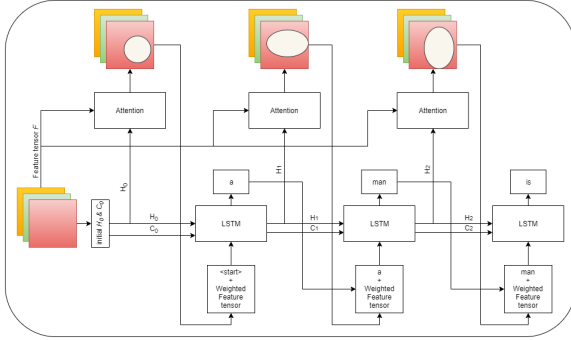 Attention
Attention
Attention
Feature tensor F
H0
H1
H2
a
man
is
initial H0 & C0
H0
C0
LSTM
H1
C1
LSTM
H2
C2
LSTM
<start>
+
Weighted
Feature
tensor
a
+
Weighted
Feature
tensor
man
+
Weighted
Feature
tensor